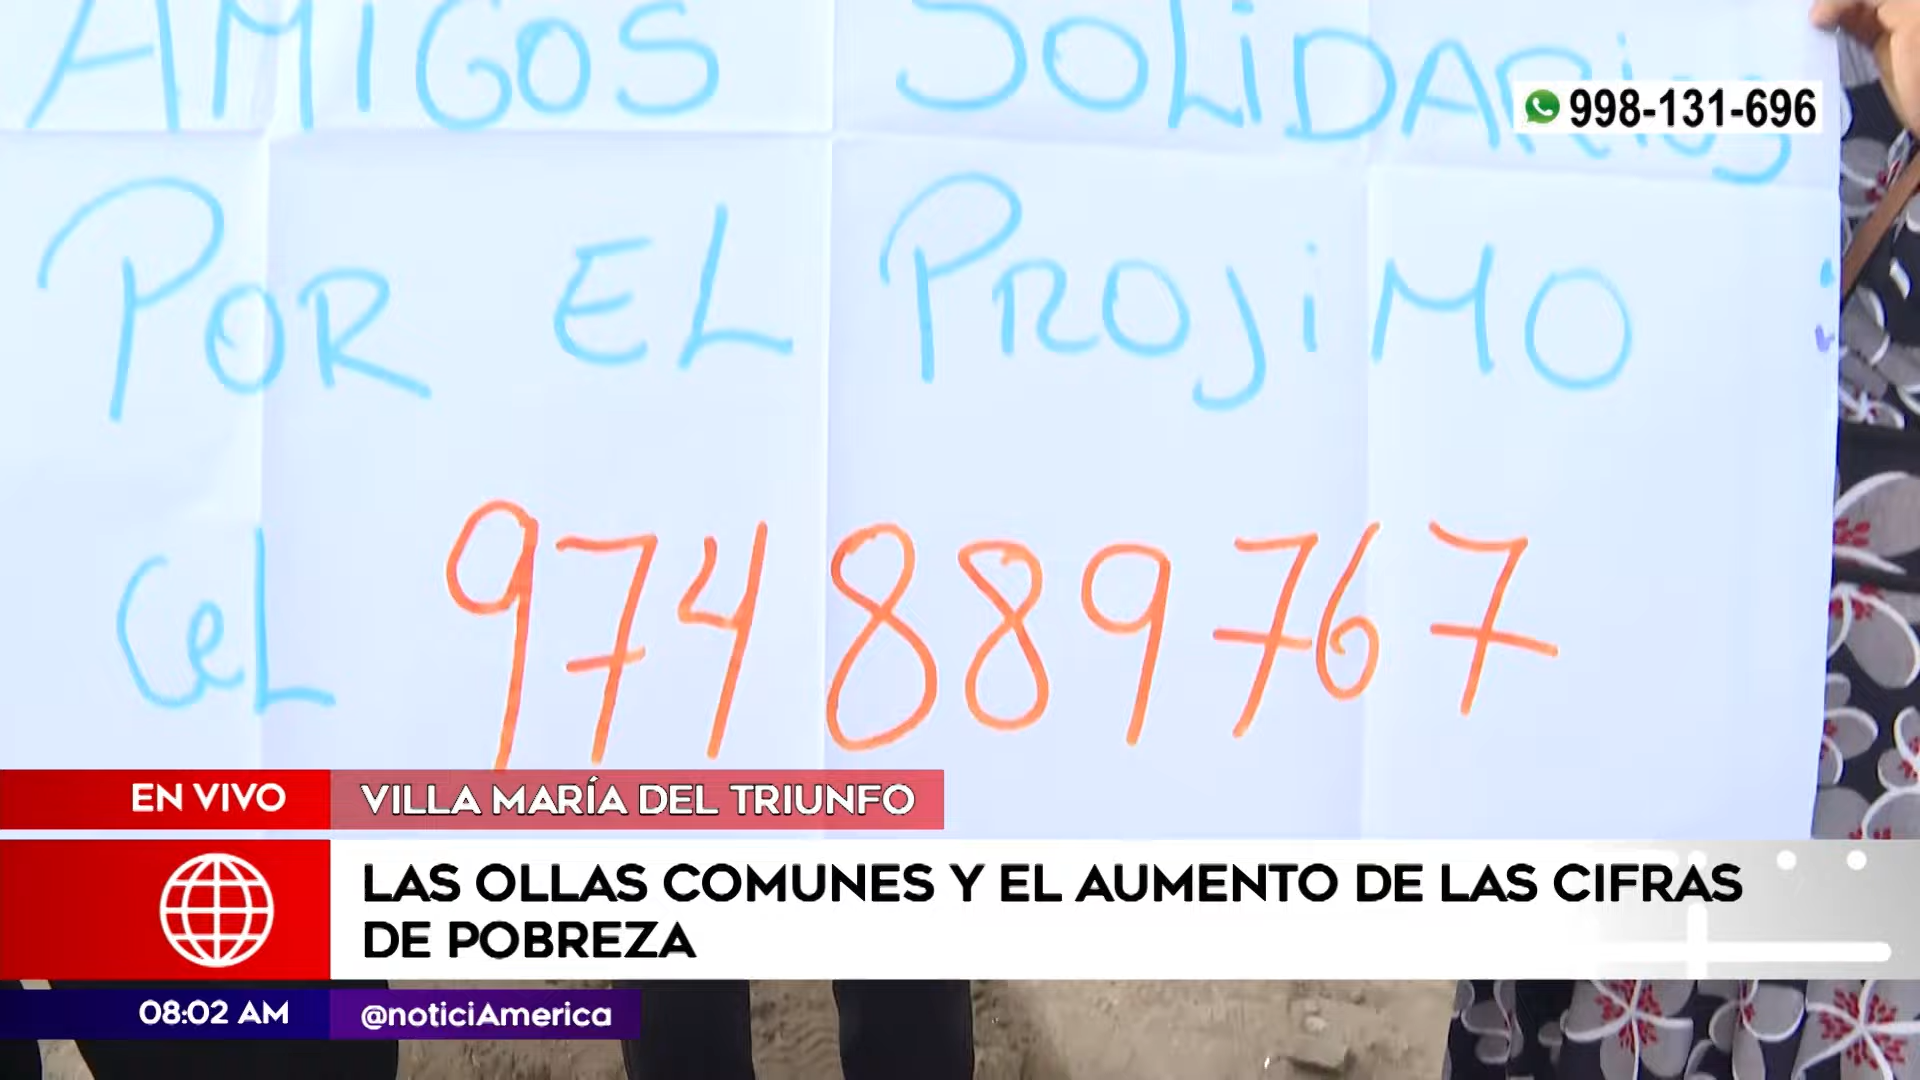 AMIGOS SOLiDARiOS
998-131-696
POR EL PROJiMO
CeL 974889767
EN VIVO
VILLA MARÍA DEL TRIUNFO
LAS OLLAS COMUNES Y EL AUMENTO DE LAS CIFRAS
DE POBREZA
08:02 AM
@noticiAmerica